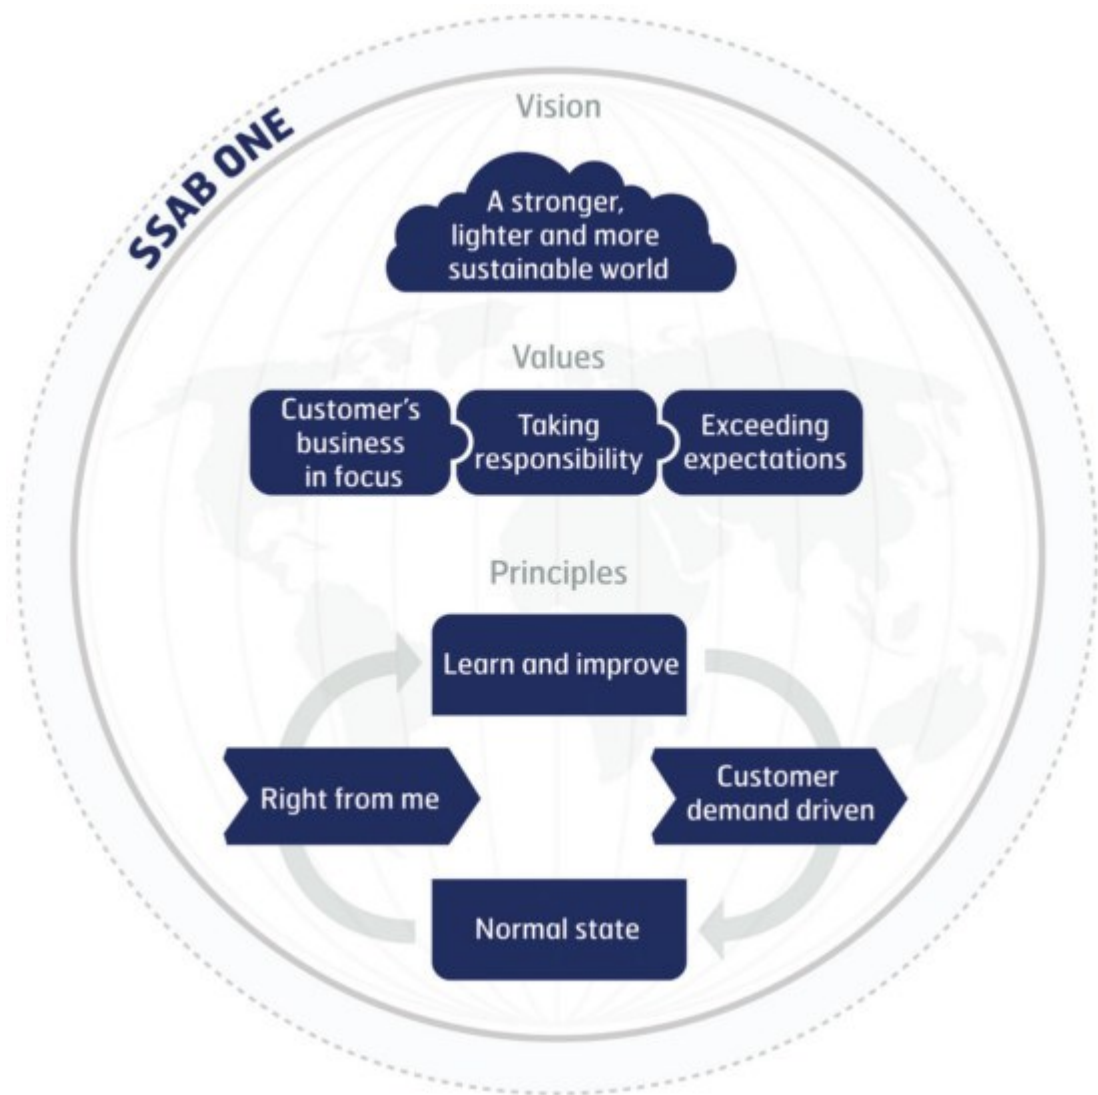 SSAB ONE
Vision
A stronger,
lighter and more
sustainable world
Values
Customer's
business
in focus
Taking
responsibility
Exceeding
expectations
Principles
Learn and improve
Right from me
Customer
demand driven
Normal state